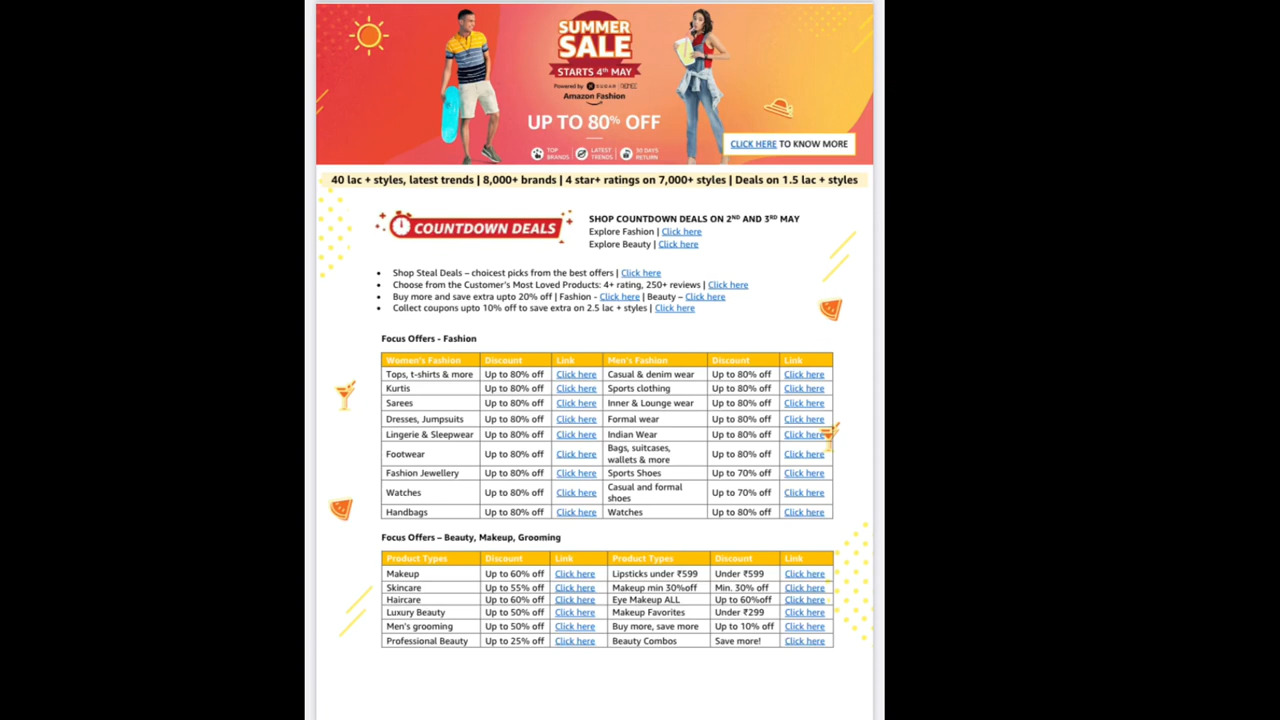 SUMMER
SALE
STARTS 4th MAY
Powered by SUGAR
Amazon Fashion
UP TO 80% OFF
TOP BRANDS | LATEST TRENDS | 30 DAYS RETURN
CLICK HERE TO KNOW MORE
40 lac + styles, latest trends | 8,000+ brands | 4 star+ ratings on 7,000+ styles | Deals on 1.5 lac + styles
COUNTDOWN DEALS
SHOP COUNTDOWN DEALS ON 2ND AND 3RD MAY
Explore Fashion | Click here
Explore Beauty | Click here
• Shop Steal Deals – choicest picks from the best offers | Click here
• Choose from the Customer's Most Loved Products: 4+ rating, 250+ reviews | Click here
• Buy more and save extra upto 20% off | Fashion - Click here | Beauty – Click here
• Collect coupons upto 10% off to save extra on 2.5 lac + styles | Click here
Focus Offers - Fashion
Women's Fashion Discount Link Men's Fashion Discount Link
Tops, t-shirts & more Up to 80% off Click here Casual & denim wear Up to 80% off Click here
Kurtis Up to 80% off Click here Sports clothing Up to 80% off Click here
Sarees Up to 80% off Click here Inner & Lounge wear Up to 80% off Click here
Dresses, Jumpsuits Up to 80% off Click here Formal wear Up to 80% off Click here
Lingerie & Sleepwear Up to 80% off Click here Indian Wear Up to 80% off Click here
Footwear Up to 80% off Click here Bags, suitcases, wallets & more Up to 80% off Click here
Fashion Jewellery Up to 80% off Click here Sports Shoes Up to 70% off Click here
Watches Up to 80% off Click here Casual and formal shoes Up to 70% off Click here
Handbags Up to 80% off Click here Watches Up to 80% off Click here
Focus Offers – Beauty, Makeup, Grooming
Product Types Discount Link Product Types Discount Link
Makeup Up to 60% off Click here Lipsticks under ₹599 Under ₹599 Click here
Skincare Up to 55% off Click here Makeup min 30%off Min. 30% off Click here
Haircare Up to 60% off Click here Eye Makeup ALL Up to 60%off Click here
Luxury Beauty Up to 50% off Click here Makeup Favorites Under ₹299 Click here
Men's grooming Up to 50% off Click here Buy more, save more Up to 10% off Click here
Professional Beauty Up to 25% off Click here Beauty Combos Save more! Click here